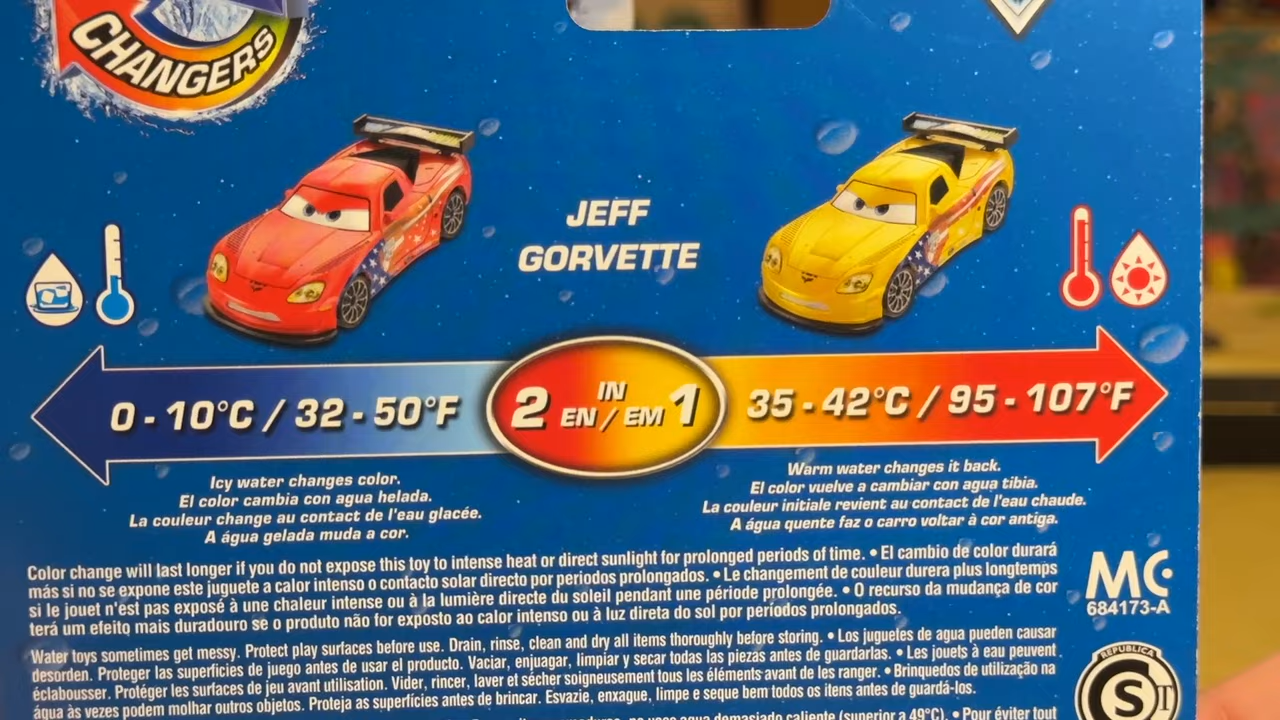 CHANGERS
JEFF
GORVETTE
0 - 10°C / 32 - 50°F
2 IN 1
EN / EM
35 - 42°C / 95 - 107°F
Icy water changes color.
El color cambia con agua helada.
La couleur change au contact de l'eau glacée.
A água gelada muda a cor.
Warm water changes it back.
El color vuelve a cambiar con agua tibia.
La couleur initiale revient au contact de l'eau chaude.
A água quente faz o carro voltar à cor antiga.
Color change will last longer if you do not expose this toy to intense heat or direct sunlight for prolonged periods of time. • El cambio de color durará
más si no se expone este juguete a calor intenso o contacto solar directo por periodos prolongados. • Le changement de couleur durera plus longtemps
si le jouet n'est pas exposé à une chaleur intense ou à la lumière directe du soleil pendant une période prolongée. • O recurso da mudança de cor
terá um efeito mais duradouro se o produto não for exposto ao calor intenso ou à luz direta do sol por períodos prolongados.
MC
684173-A
Water toys sometimes get messy. Protect play surfaces before use. Drain, rinse, clean and dry all items thoroughly before storing. • Los juguetes de agua pueden causar
desorden. Proteger las superficies de juego antes de usar el producto. Vaciar, enjuagar, limpiar y secar todas las piezas antes de guardarlas. • Les jouets à eau peuvent
éclabousser. Protéger les surfaces de jeu avant utilisation. Vider, rincer, laver et sécher soigneusement tous les éléments avant de les ranger. • Brinquedos de utilização na
água às vezes podem molhar outros objetos. Proteja as superfícies antes de brincar. Esvazie, enxague, limpe e seque bem todos os itens antes de guardá-los.
REPUBLICA
S
T
no use agua demasiado caliente (superior a 49°C). • Pour éviter tout